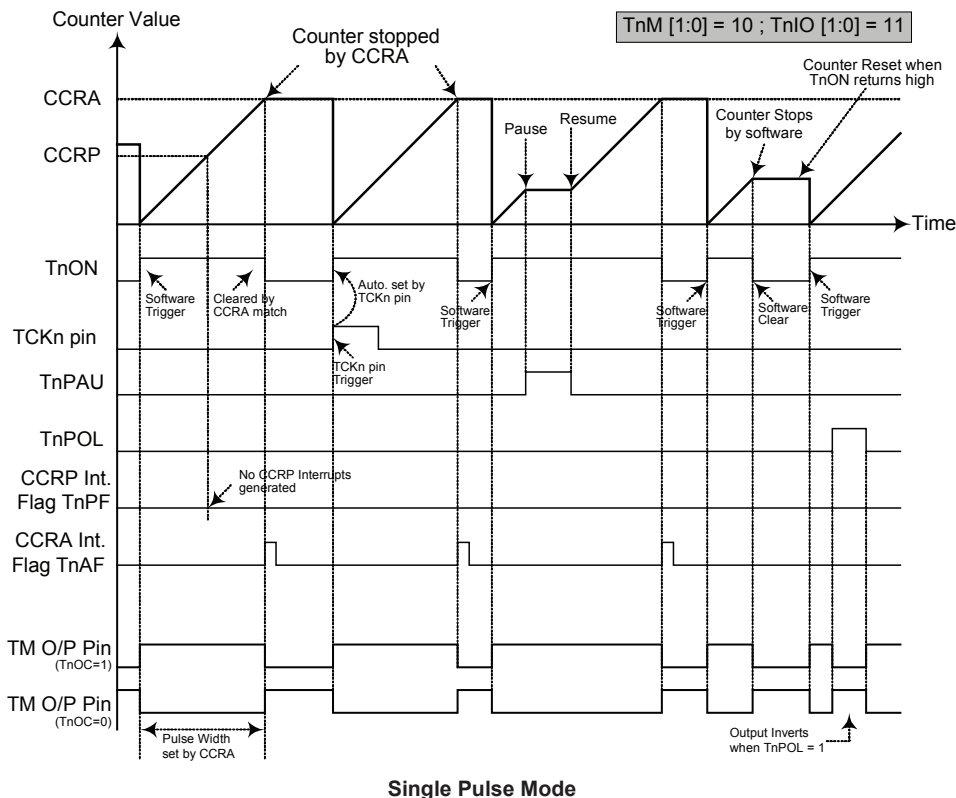 Counter Value
TnM [1:0] = 10 ; TnIO [1:0] = 11
Counter stopped
by CCRA
Counter Reset when
TnON returns high
CCRA
Counter Stops
by software
Pause
Resume
CCRP
Time
TnON
Software
Trigger
Cleared by
CCRA match
Auto. set by
TCKn pin
Software
Trigger
Software
Trigger
Software
Clear
Software
Trigger
TCKn pin
TCKn pin
Trigger
TnPAU
TnPOL
No CCRP Interrupts
generated
CCRP Int.
Flag TnPF
CCRA Int.
Flag TnAF
TM O/P Pin
(TnOC=1)
TM O/P Pin
(TnOC=0)
Pulse Width
set by CCRA
Output Inverts
when TnPOL = 1
Single Pulse Mode